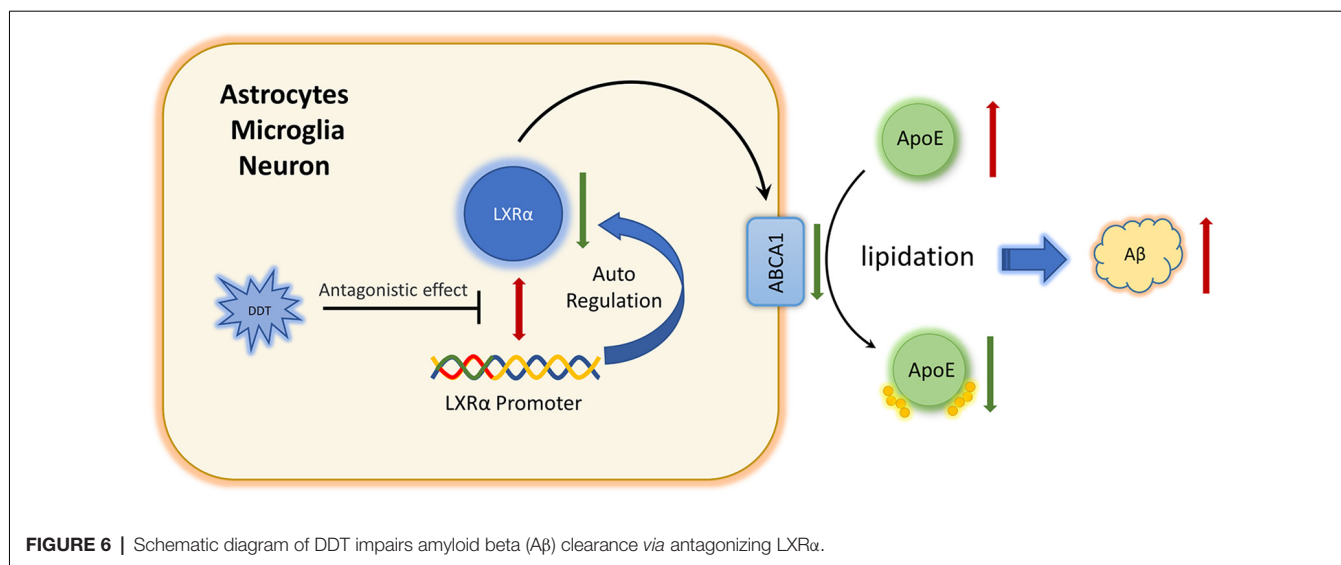 Astrocytes
Microglia
Neuron
LXRα
Auto
Regulation
DDT
Antagonistic effect
LXRα Promoter
ABCA1
ApoE
lipidation
Aβ
ApoE
FIGURE 6 | Schematic diagram of DDT impairs amyloid beta (Aβ) clearance via antagonizing LXRα.